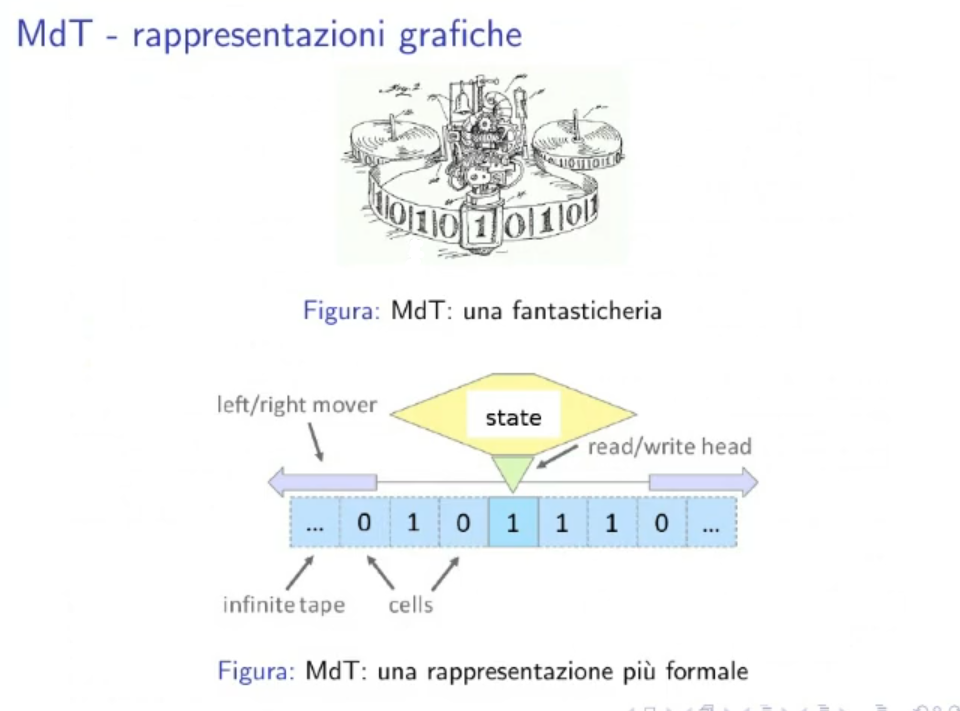 MdT - rappresentazioni grafiche
1 0 1 0 1 0 1 0 1
Figura: MdT: una fantasticheria
left/right mover
state
read/write head
... 0 1 0 1 1 1 0 ...
infinite tape
cells
Figura: MdT: una rappresentazione più formale